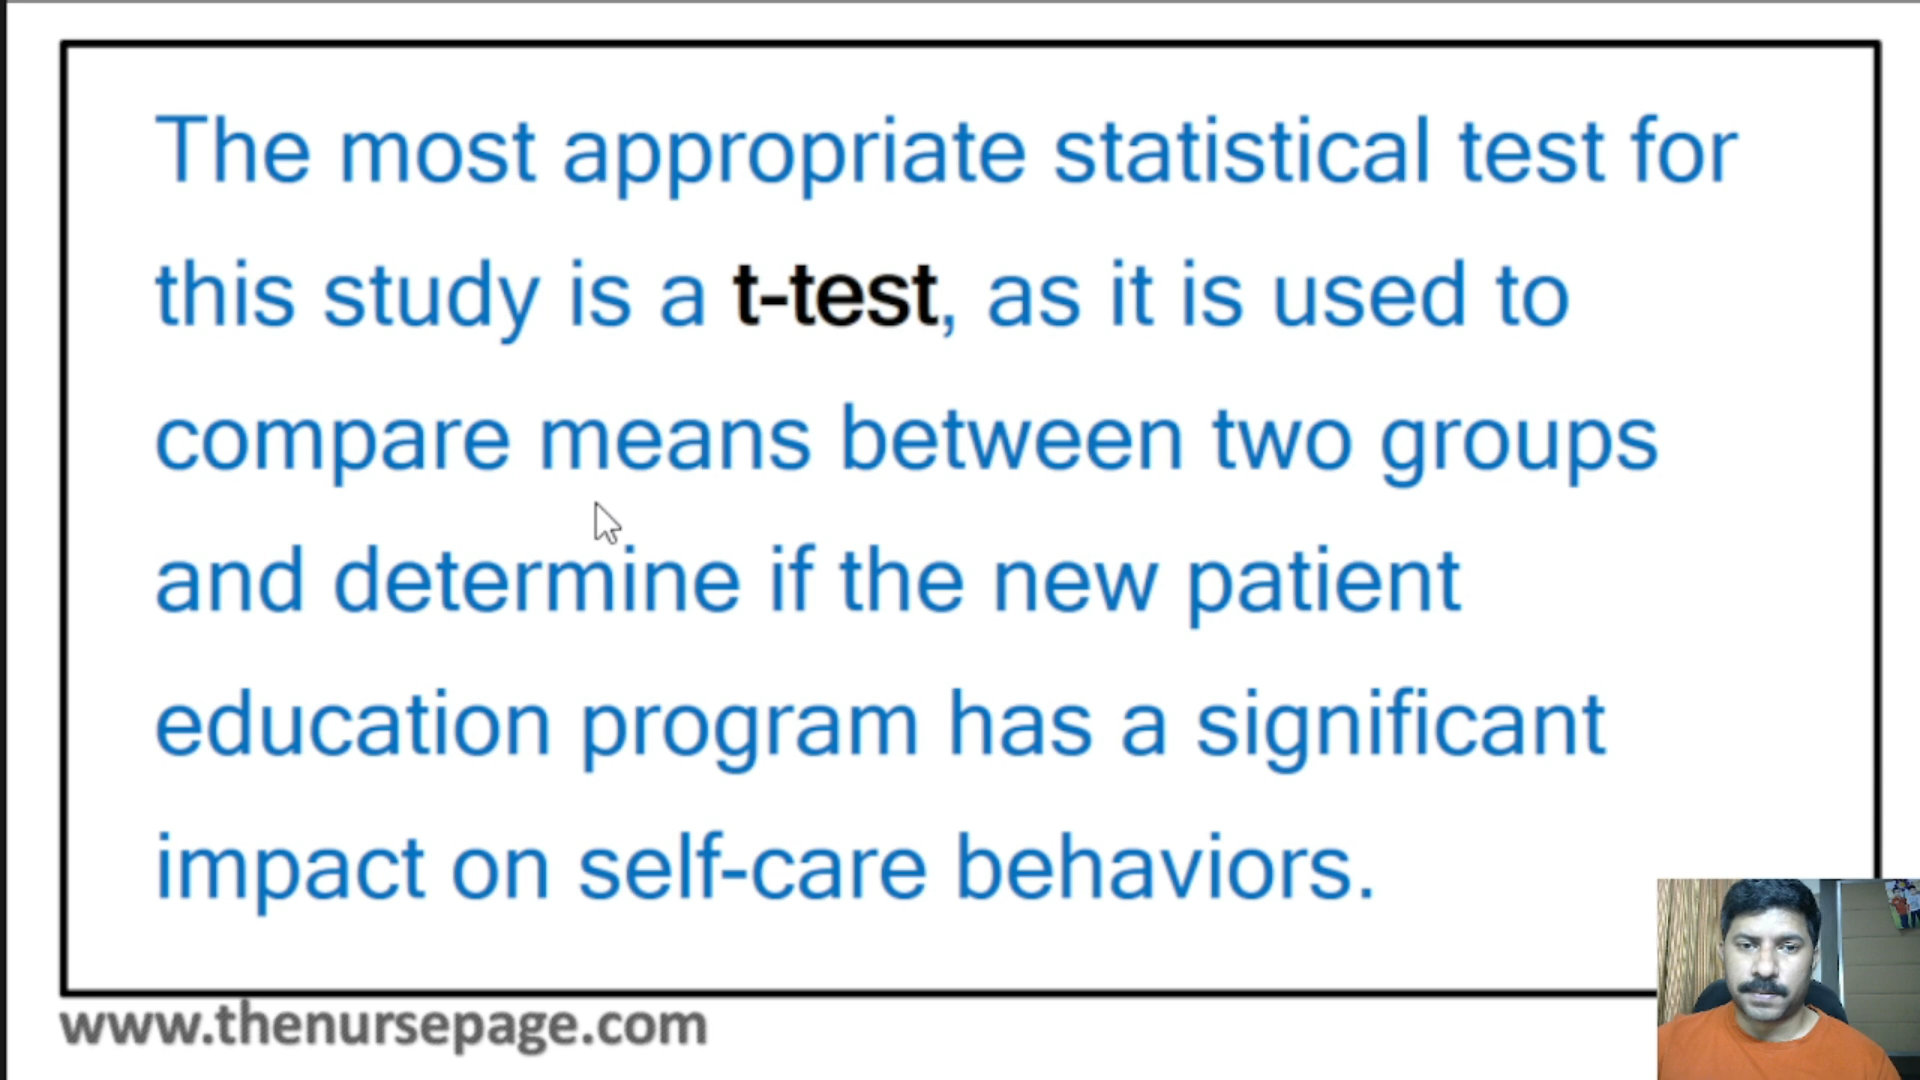 The most appropriate statistical test for
this study is a t-test, as it is used to
compare means between two groups
and determine if the new patient
education program has a significant
impact on self-care behaviors.
www.thenursepage.com